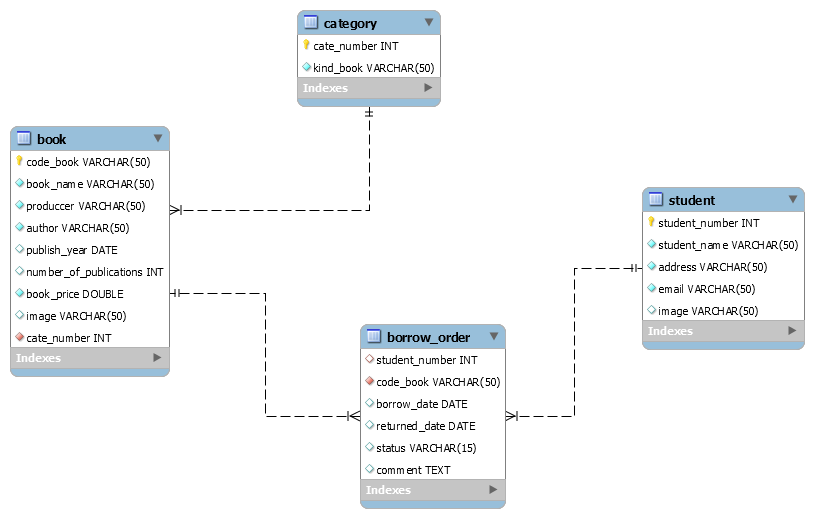 category
cate_number INT
kind_book VARCHAR(50)
Indexes
book
code_book VARCHAR(50)
book_name VARCHAR(50)
produccer VARCHAR(50)
author VARCHAR(50)
publish_year DATE
number_of_publications INT
book_price DOUBLE
image VARCHAR(50)
cate_number INT
Indexes
student
student_number INT
student_name VARCHAR(50)
address VARCHAR(50)
email VARCHAR(50)
image VARCHAR(50)
Indexes
borrow_order
student_number INT
code_book VARCHAR(50)
borrow_date DATE
returned_date DATE
status VARCHAR(15)
comment TEXT
Indexes